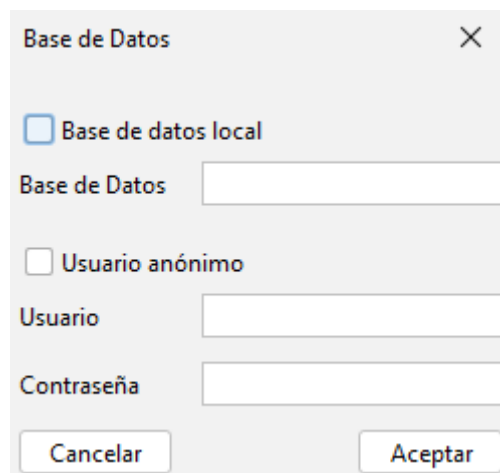 Base de Datos
Base de datos local
Base de Datos
Usuario anónimo
Usuario
Contraseña
Cancelar Aceptar